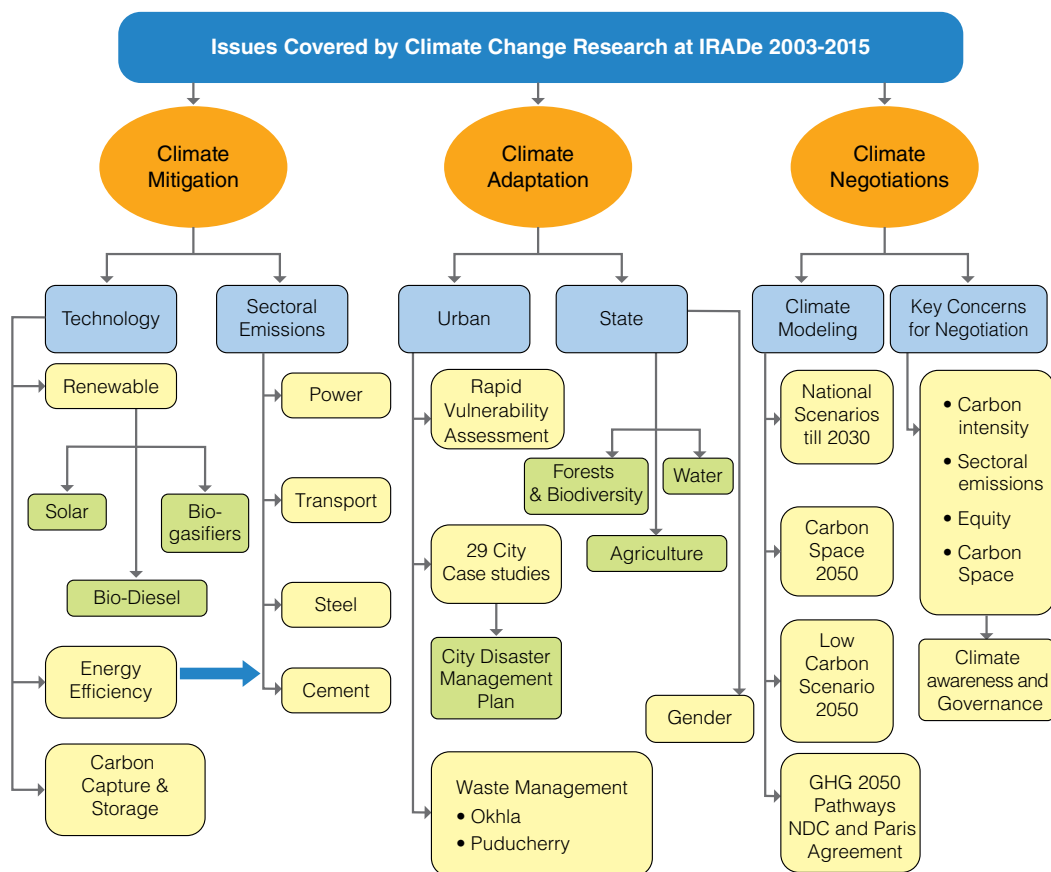 Issues Covered by Climate Change Research at IRADe 2003-2015
Climate
Mitigation
Climate
Adaptation
Climate
Negotiations
Technology
Sectoral
Emissions
Urban
State
Climate
Modeling
Key Concerns
for Negotiation
Renewable
Solar
Bio-
gasifiers
Bio-Diesel
Energy
Efficiency
Carbon
Capture &
Storage
Power
Transport
Steel
Cement
Rapid
Vulnerability
Assessment
29 City
Case studies
City Disaster
Management
Plan
Waste Management
• Okhla
• Puducherry
Forests
& Biodiversity
Water
Agriculture
Gender
National
Scenarios
till 2030
Carbon
Space
2050
Low
Carbon
Scenario
2050
GHG 2050
Pathways
NDC and Paris
Agreement
• Carbon
intensity
• Sectoral
emissions
• Equity
• Carbon
Space
Climate
awareness and
Governance